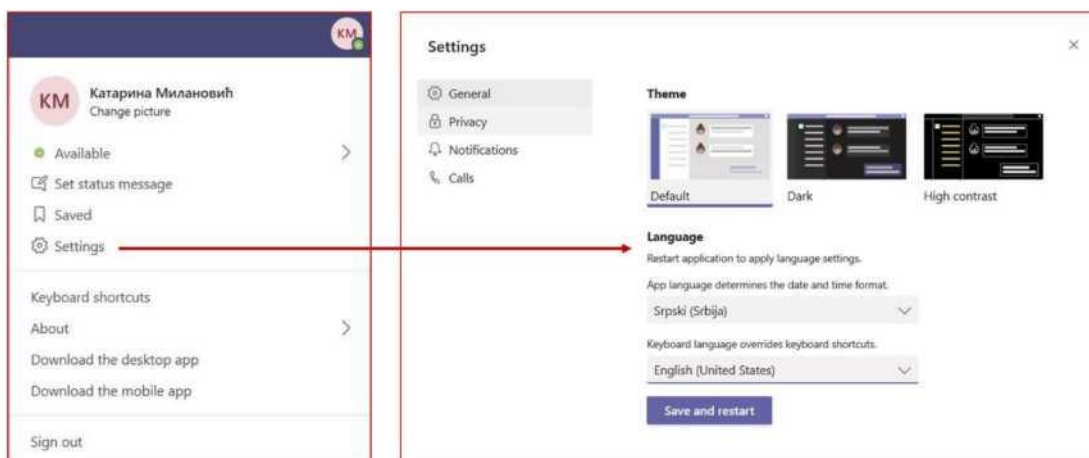 KM
KM
Катарина Милановић
Change picture
Available
Set status message
Saved
Settings
Keyboard shortcuts
About
Download the desktop app
Download the mobile app
Sign out
Settings
General
Privacy
Notifications
Calls
Theme
Default
Dark
High contrast
Language
Restart application to apply language settings.
App language determines the date and time format.
Srpski (Srbija)
Keyboard language overrides keyboard shortcuts.
English (United States)
Save and restart